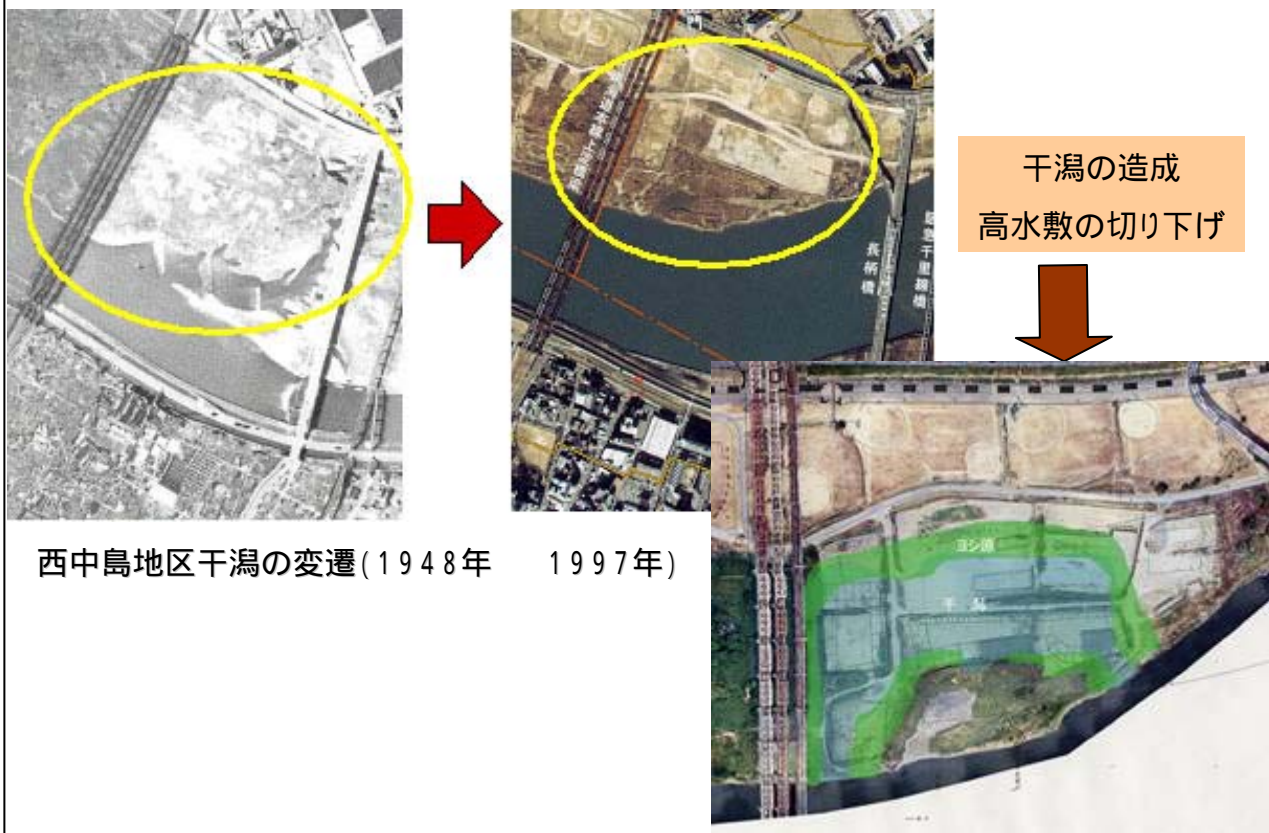 干潟の造成
高水敷の切り下げ
長柄橋
阪急千里線橋
ヨシ原
干潟
西中島地区干潟の変遷(1948年　1997年)